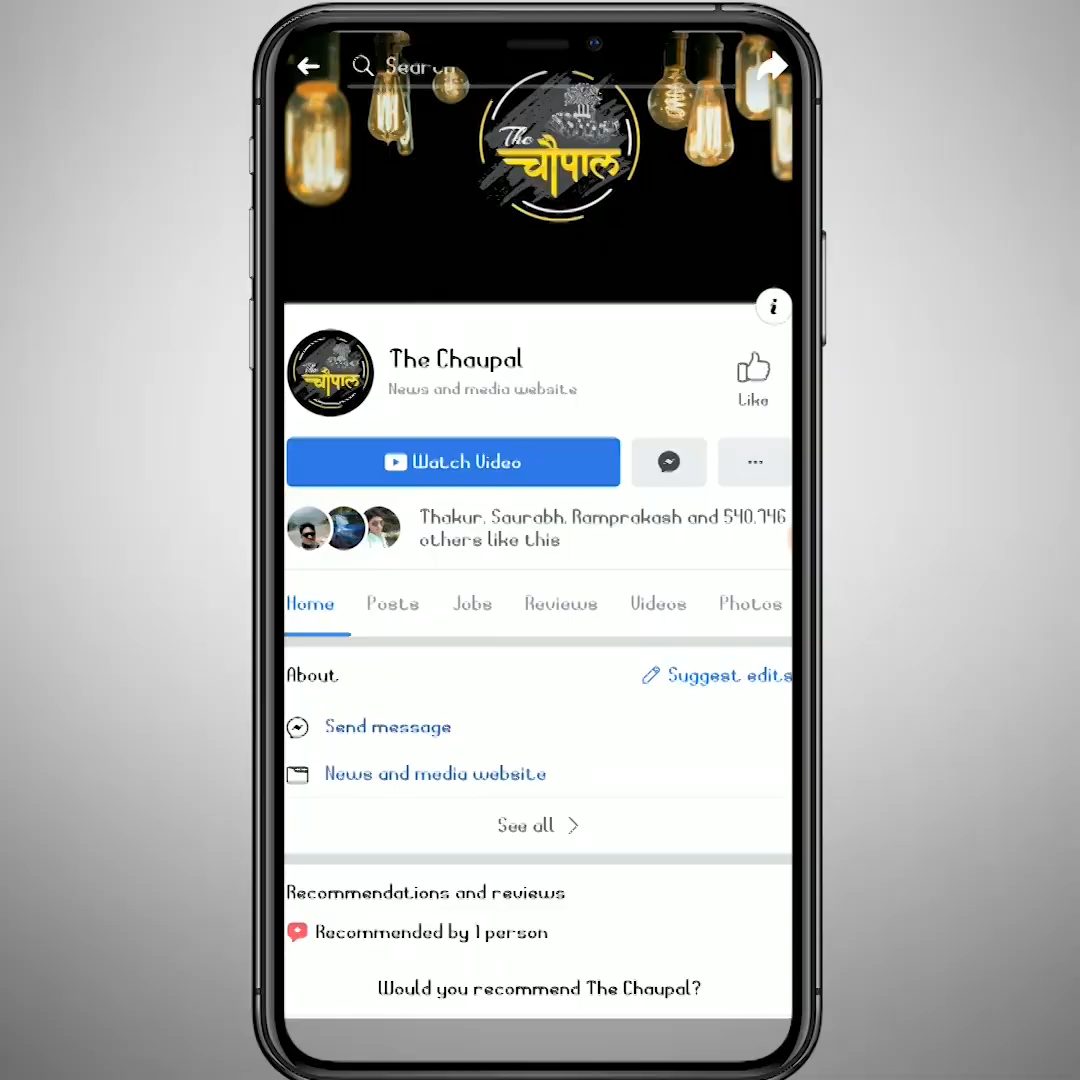 Search
The
चौपाल
The Chaupal
News and media website
Like
The
चौपाल
Watch Video
Thakur, Saurabh, Ramprakash and 540,746
others like this
Home Posts Jobs Reviews Videos Photos
About
Suggest edits
Send message
News and media website
See all
Recommendations and reviews
Recommended by 1 person
Would you recommend The Chaupal?